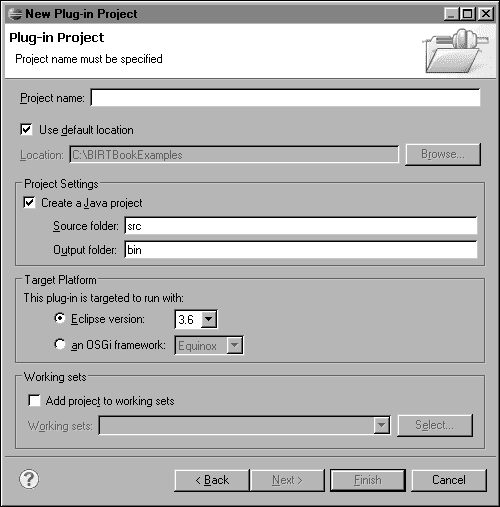 New Plug-in Project
Plug-in Project
Project name must be specified
Project name:
Use default location
Location: C:\BIRTBookExamples Browse...
Project Settings
Create a Java project
Source folder: src
Output folder: bin
Target Platform
This plug-in is targeted to run with:
Eclipse version: 3.6
an OSGi framework: Equinox
Working sets
Add project to working sets
Working sets: Select...
? < Back Next > Finish Cancel